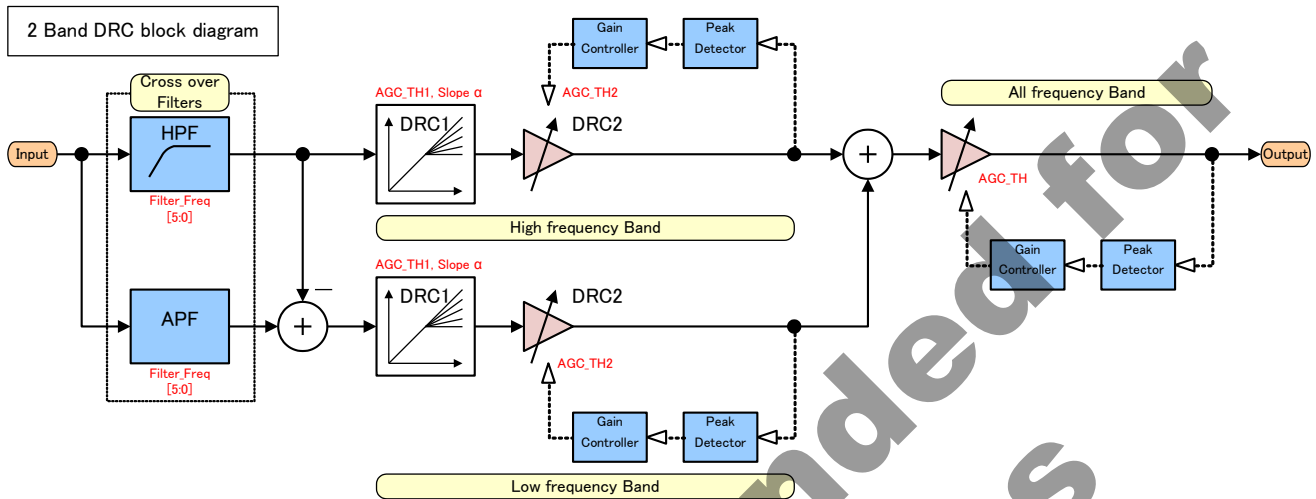 2 Band DRC block diagram
Cross over
Filters
Input
HPF
Filter_Freq
[5:0]
APF
Filter_Freq
[5:0]
+
AGC_TH1, Slope α
DRC1
AGC_TH2
DRC2
Gain
Controller
Peak
Detector
High frequency Band
AGC_TH1, Slope α
DRC1
DRC2
AGC_TH2
Gain
Controller
Peak
Detector
Low frequency Band
+
All frequency Band
AGC_TH
Gain
Controller
Peak
Detector
Output
nded for
s